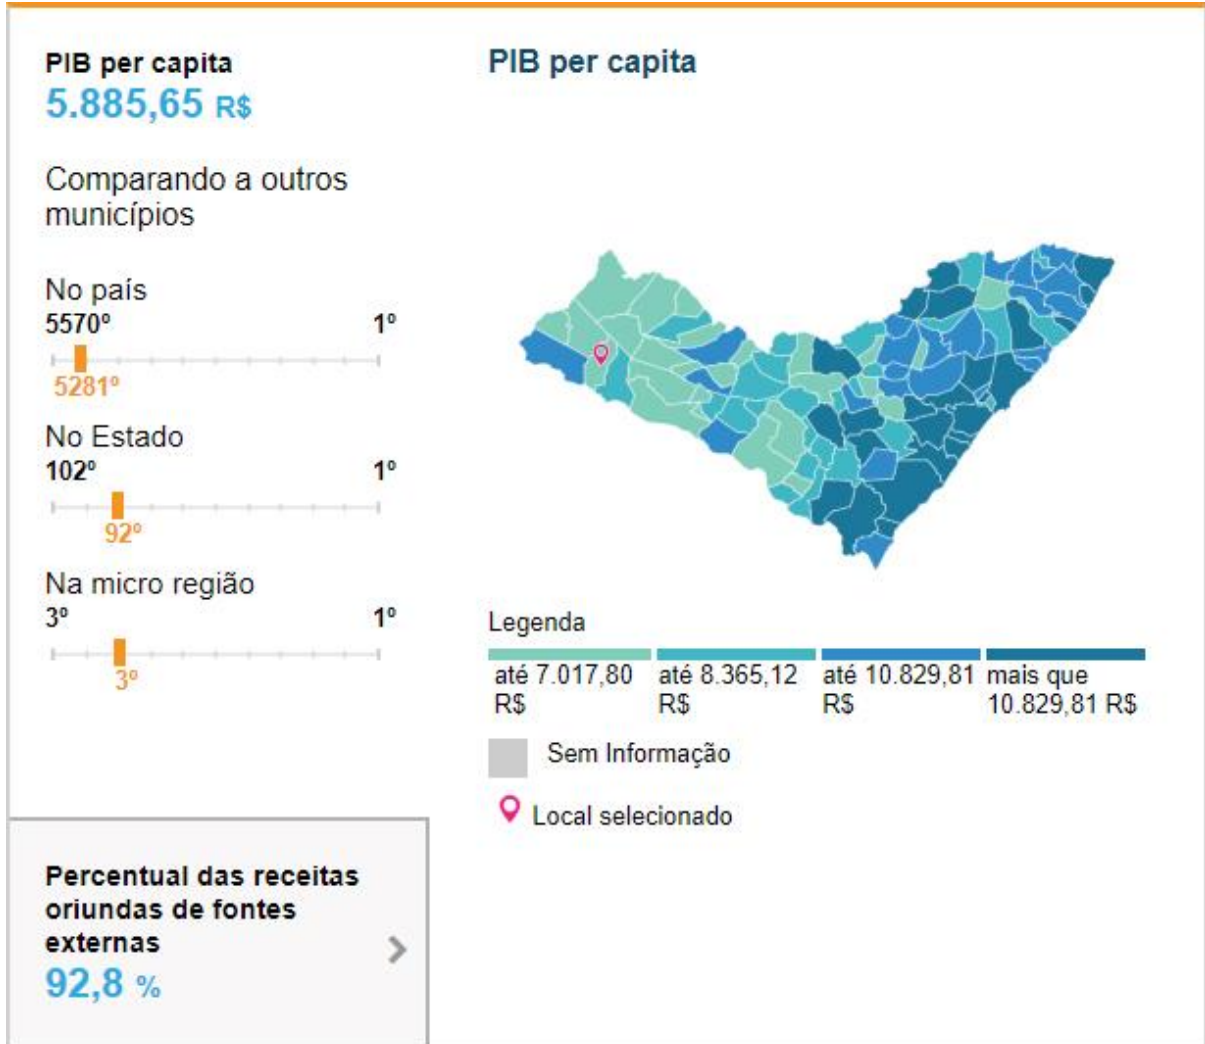 PIB per capita
5.885,65 R$
Comparando a outros
municípios
No país
5570º 1º
5281º
No Estado
102º 1º
92º
Na micro região
3º 1º
3º
Percentual das receitas
oriundas de fontes
externas
92,8 %
PIB per capita
Legenda
até 7.017,80 R$
até 8.365,12 R$
até 10.829,81 R$
mais que 10.829,81 R$
Sem Informação
Local selecionado